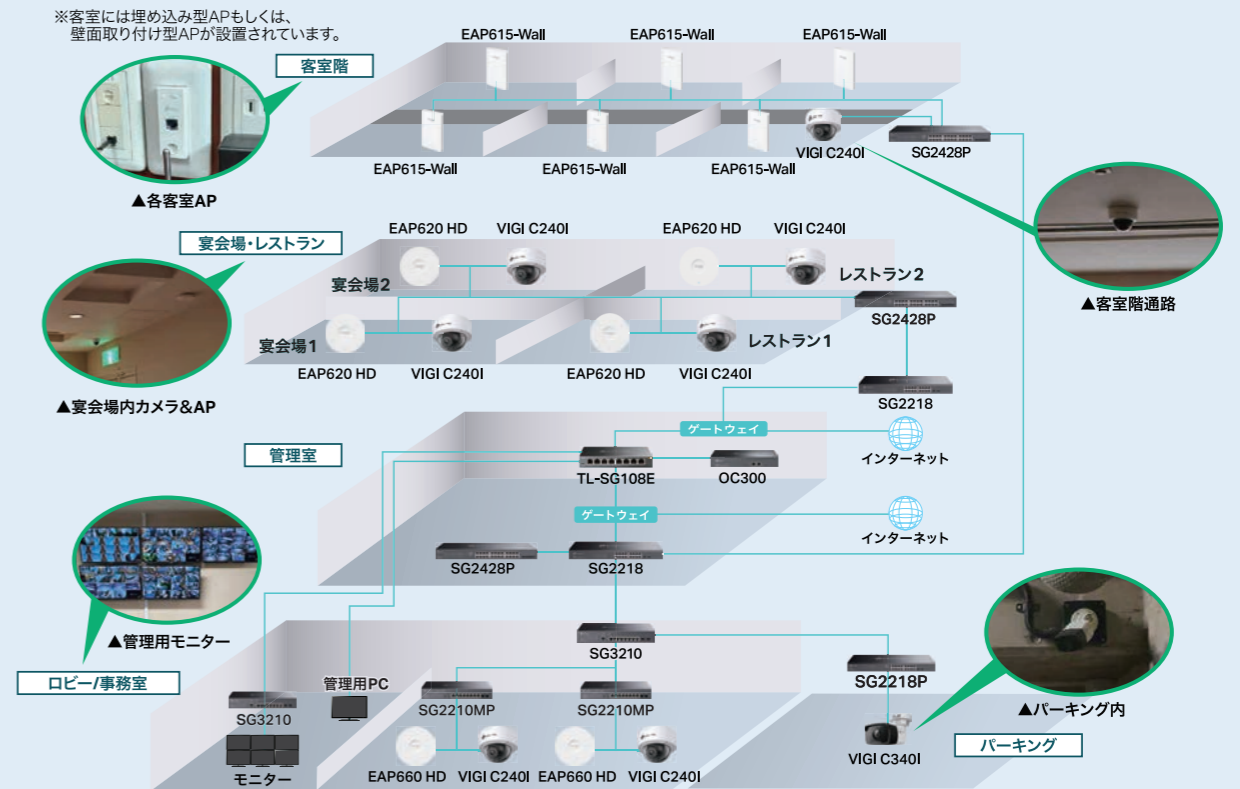 ※客室には埋め込み型APもしくは、
壁面取り付け型APが設置されています。
客室階
EAP615-Wall
EAP615-Wall
EAP615-Wall
EAP615-Wall
EAP615-Wall
EAP615-Wall
VIGI C240I
SG2428P
▲各客室AP
▲客室階通路
宴会場・レストラン
EAP620 HD
VIGI C240I
EAP620 HD
VIGI C240I
宴会場2
レストラン2
SG2428P
宴会場1
レストラン1
EAP620 HD
VIGI C240I
EAP620 HD
VIGI C240I
▲宴会場内カメラ&AP
SG2218
ゲートウェイ
インターネット
管理室
TL-SG108E
OC300
ゲートウェイ
インターネット
SG2428P
SG2218
▲管理用モニター
ロビー/事務室
SG3210
管理用PC
SG3210
モニター
SG2210MP
SG2210MP
EAP660 HD
VIGI C240I
EAP660 HD
VIGI C240I
SG2218P
▲パーキング内
VIGI C340I
パーキング